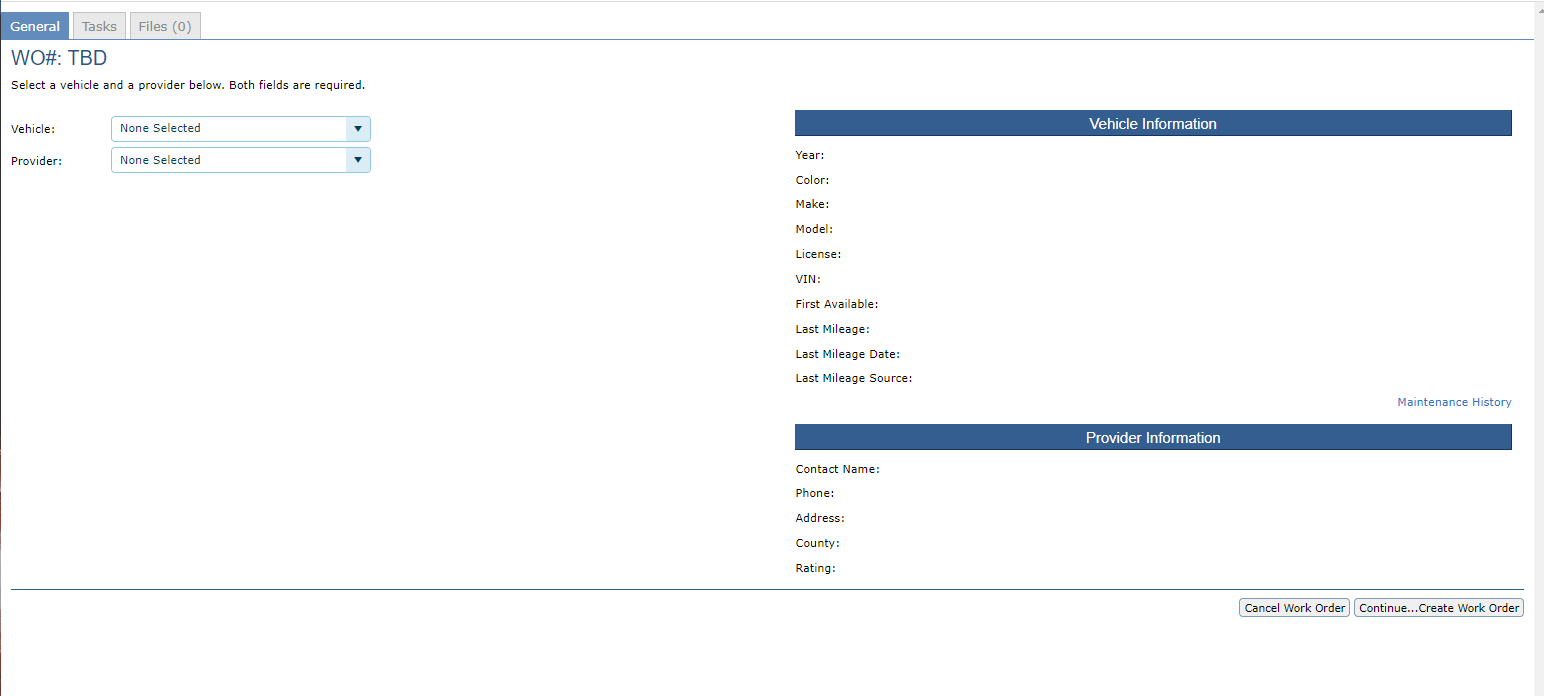 General Tasks Files (0)
WO#: TBD
Select a vehicle and a provider below. Both fields are required.
Vehicle: None Selected
Provider: None Selected
Vehicle Information
Year:
Color:
Make:
Model:
License:
VIN:
First Available:
Last Mileage:
Last Mileage Date:
Last Mileage Source:
Maintenance History
Provider Information
Contact Name:
Phone:
Address:
County:
Rating:
Cancel Work Order Continue...Create Work Order